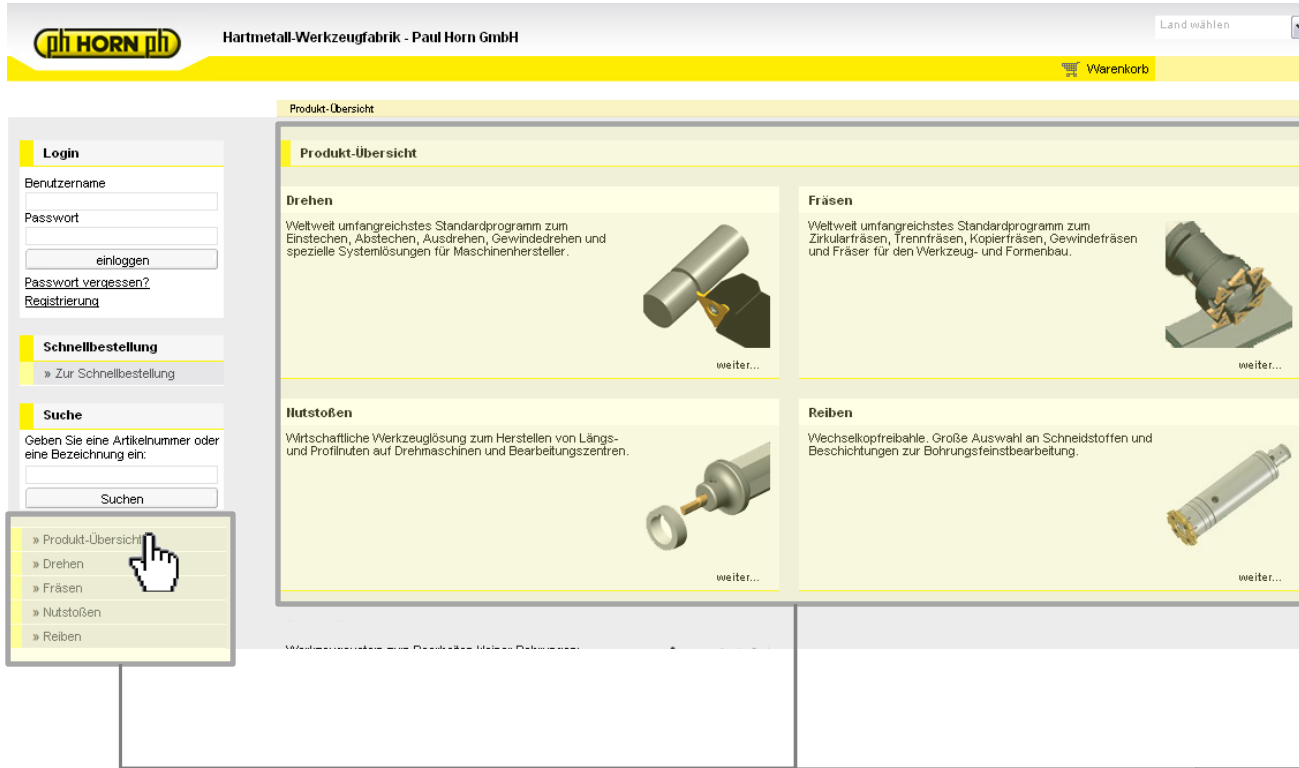 ph HORN ph
Hartmetall-Werkzeugfabrik - Paul Horn GmbH
Land wählen
Warenkorb
Produkt-Übersicht
Login
Benutzername
Passwort
einloggen
Passwort vergessen?
Registrierung
Schnellbestellung
» Zur Schnellbestellung
Suche
Geben Sie eine Artikelnummer oder
eine Bezeichnung ein:
Suchen
» Produkt-Übersicht
» Drehen
» Fräsen
» Nutstoßen
» Reiben
Produkt-Übersicht
Drehen
Weltweit umfangreichstes Standardprogramm zum
Einstechen, Abstechen, Ausdrehen, Gewindedrehen und
spezielle Systemlösungen für Maschinenhersteller.
weiter...
Fräsen
Weltweit umfangreichstes Standardprogramm zum
Zirkularfräsen, Trennfräsen, Kopierfräsen, Gewindefräsen
und Fräser für den Werkzeug- und Formenbau.
weiter...
Nutstoßen
Wirtschaftliche Werkzeuglösung zum Herstellen von Längs-
und Profilnuten auf Drehmaschinen und Bearbeitungszentren.
weiter...
Reiben
Wechselkopfreibahle. Große Auswahl an Schneidstoffen und
Beschichtungen zur Bohrungsfeinstbearbeitung.
weiter...